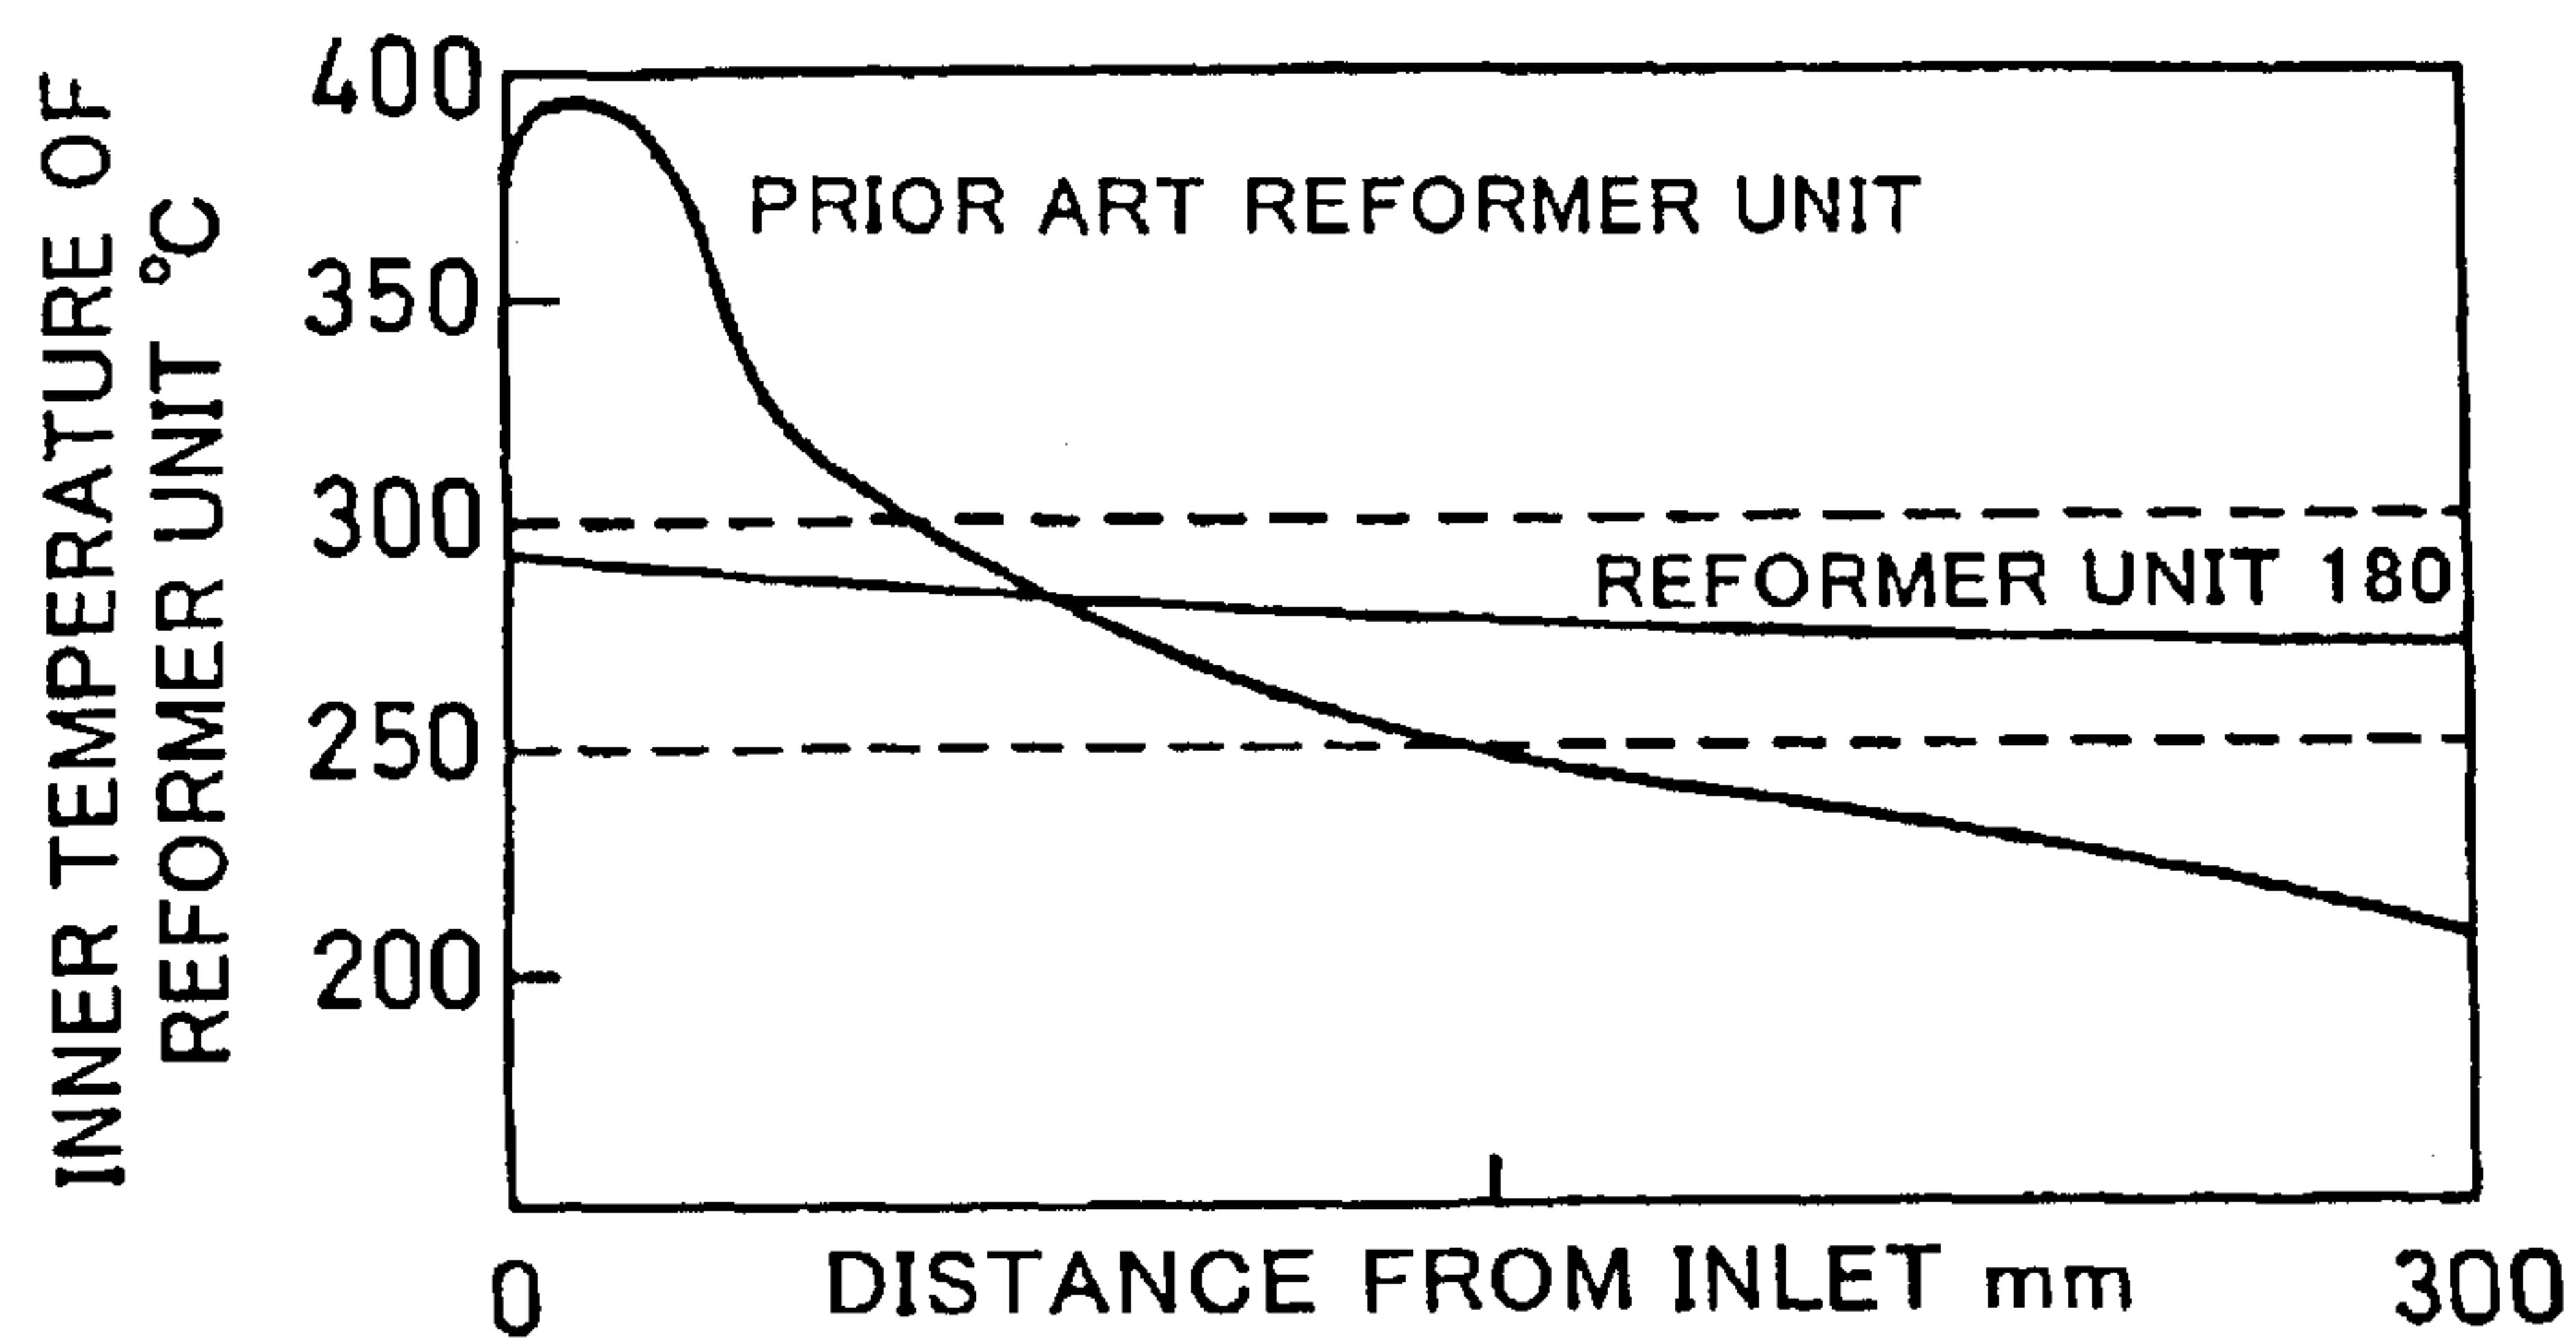 INNER TEMPERATURE OF
REFORMER UNIT °C
400
350
300
250
200
PRIOR ART REFORMER UNIT
REFORMER UNIT 180
0
DISTANCE FROM INLET mm
300